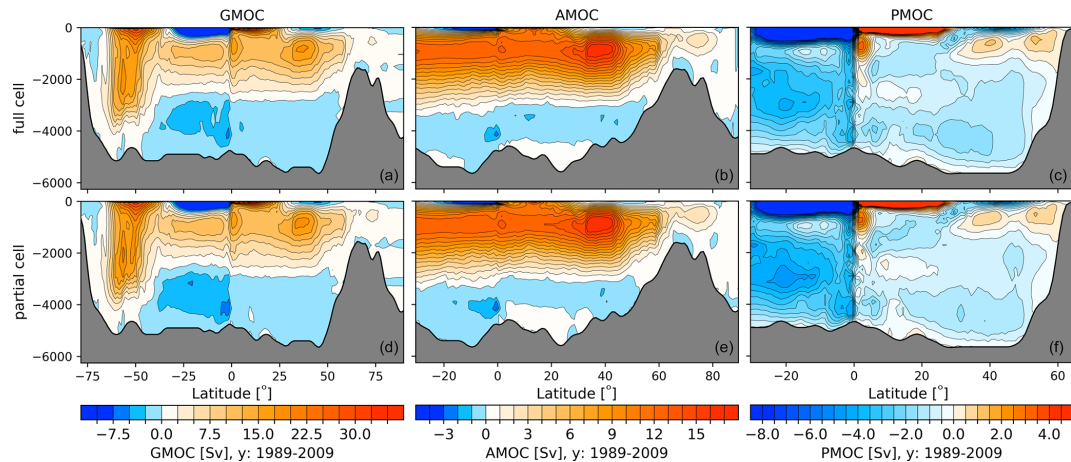 GMOC AMOC PMOC
full cell
0
−2000
−4000
−6000
(a) (b) (c)
partial cell
0
−2000
−4000
−6000
(d) (e) (f)
−75 −50 −25 0 25 50 75
−20 0 20 40 60 80
−20 0 20 40 60
Latitude [°] Latitude [°] Latitude [°]
−7.5 0.0 7.5 15.0 22.5 30.0
−3 0 3 6 9 12 15
−8.0 −6.0 −4.0 −2.0 0.0 2.0 4.0
GMOC [Sv], y: 1989-2009 AMOC [Sv], y: 1989-2009 PMOC [Sv], y: 1989-2009